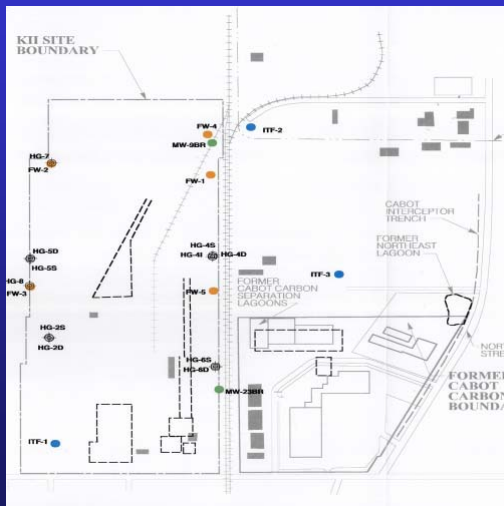 KII SITE
BOUNDARY
FW-4
MW-9BR
ITF-2
HG-7
FW-2
FW-1
CABOT
INTERCEPTOR
TRENCH
FORMER
NORTHEAST
LAGOON
HG-5D
HG-5S
HG-4S
HG-4I
HG-4D
HG-8
FW-3
FW-5
ITF-3
FORMER
CABOT CARBON
SEPARATION
LAGOONS
HG-2S
HG-2D
HG-6S
HG-6D
MW-23BR
NORT
STREE
FORMER
CABOT
CARBON
BOUNDA
ITF-1